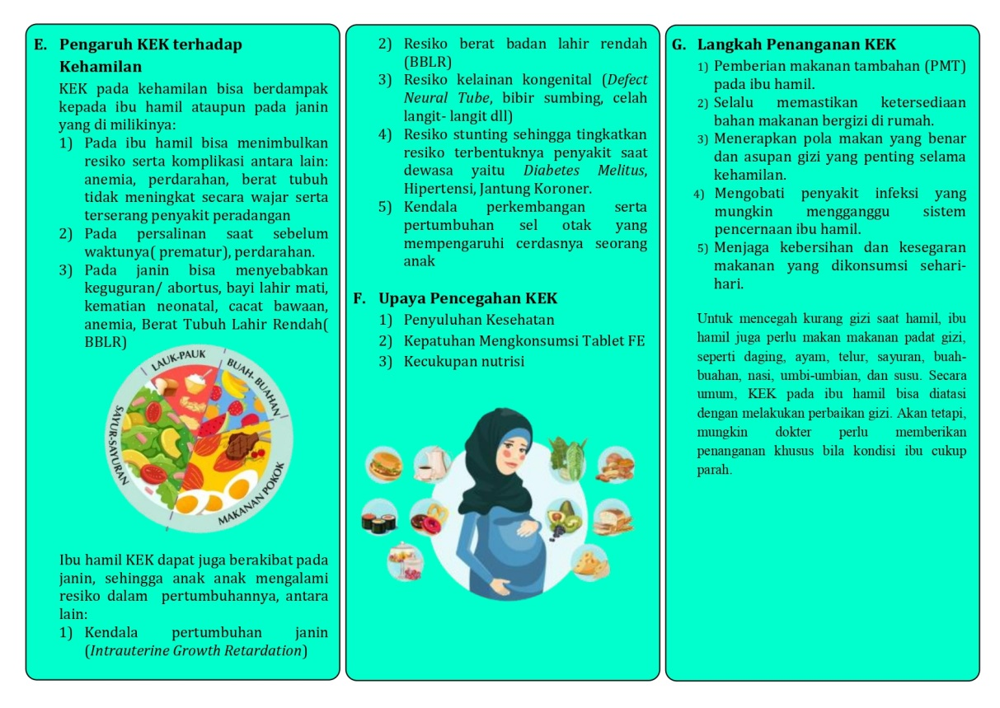 E. Pengaruh KEK terhadap
Kehamilan
KEK pada kehamilan bisa berdampak
kepada ibu hamil ataupun pada janin
yang di milikinya:
1) Pada ibu hamil bisa menimbulkan
resiko serta komplikasi antara lain:
anemia, perdarahan, berat tubuh
tidak meningkat secara wajar serta
terserang penyakit peradangan
2) Pada persalinan saat sebelum
waktunya( prematur), perdarahan.
3) Pada janin bisa menyebabkan
keguguran/ abortus, bayi lahir mati,
kematian neonatal, cacat bawaan,
anemia, Berat Tubuh Lahir Rendah(
BBLR)
LAUK-PAUK
BUAH- BUAHAN
SAYUR-SAYURAN
MAKANAN POKOK
Ibu hamil KEK dapat juga berakibat pada
janin, sehingga anak anak mengalami
resiko dalam pertumbuhannya, antara
lain:
1) Kendala pertumbuhan janin
(Intrauterine Growth Retardation)
2) Resiko berat badan lahir rendah
(BBLR)
3) Resiko kelainan kongenital (Defect
Neural Tube, bibir sumbing, celah
langit- langit dll)
4) Resiko stunting sehingga tingkatkan
resiko terbentuknya penyakit saat
dewasa yaitu Diabetes Melitus,
Hipertensi, Jantung Koroner.
5) Kendala perkembangan serta
pertumbuhan sel otak yang
mempengaruhi cerdasnya seorang
anak
F. Upaya Pencegahan KEK
1) Penyuluhan Kesehatan
2) Kepatuhan Mengkonsumsi Tablet FE
3) Kecukupan nutrisi
G. Langkah Penanganan KEK
1) Pemberian makanan tambahan (PMT)
pada ibu hamil.
2) Selalu memastikan ketersediaan
bahan makanan bergizi di rumah.
3) Menerapkan pola makan yang benar
dan asupan gizi yang penting selama
kehamilan.
4) Mengobati penyakit infeksi yang
mungkin mengganggu sistem
pencernaan ibu hamil.
5) Menjaga kebersihan dan kesegaran
makanan yang dikonsumsi sehari-
hari.
Untuk mencegah kurang gizi saat hamil, ibu
hamil juga perlu makan makanan padat gizi,
seperti daging, ayam, telur, sayuran, buah-
buahan, nasi, umbi-umbian, dan susu. Secara
umum, KEK pada ibu hamil bisa diatasi
dengan melakukan perbaikan gizi. Akan tetapi,
mungkin dokter perlu memberikan
penanganan khusus bila kondisi ibu cukup
parah.